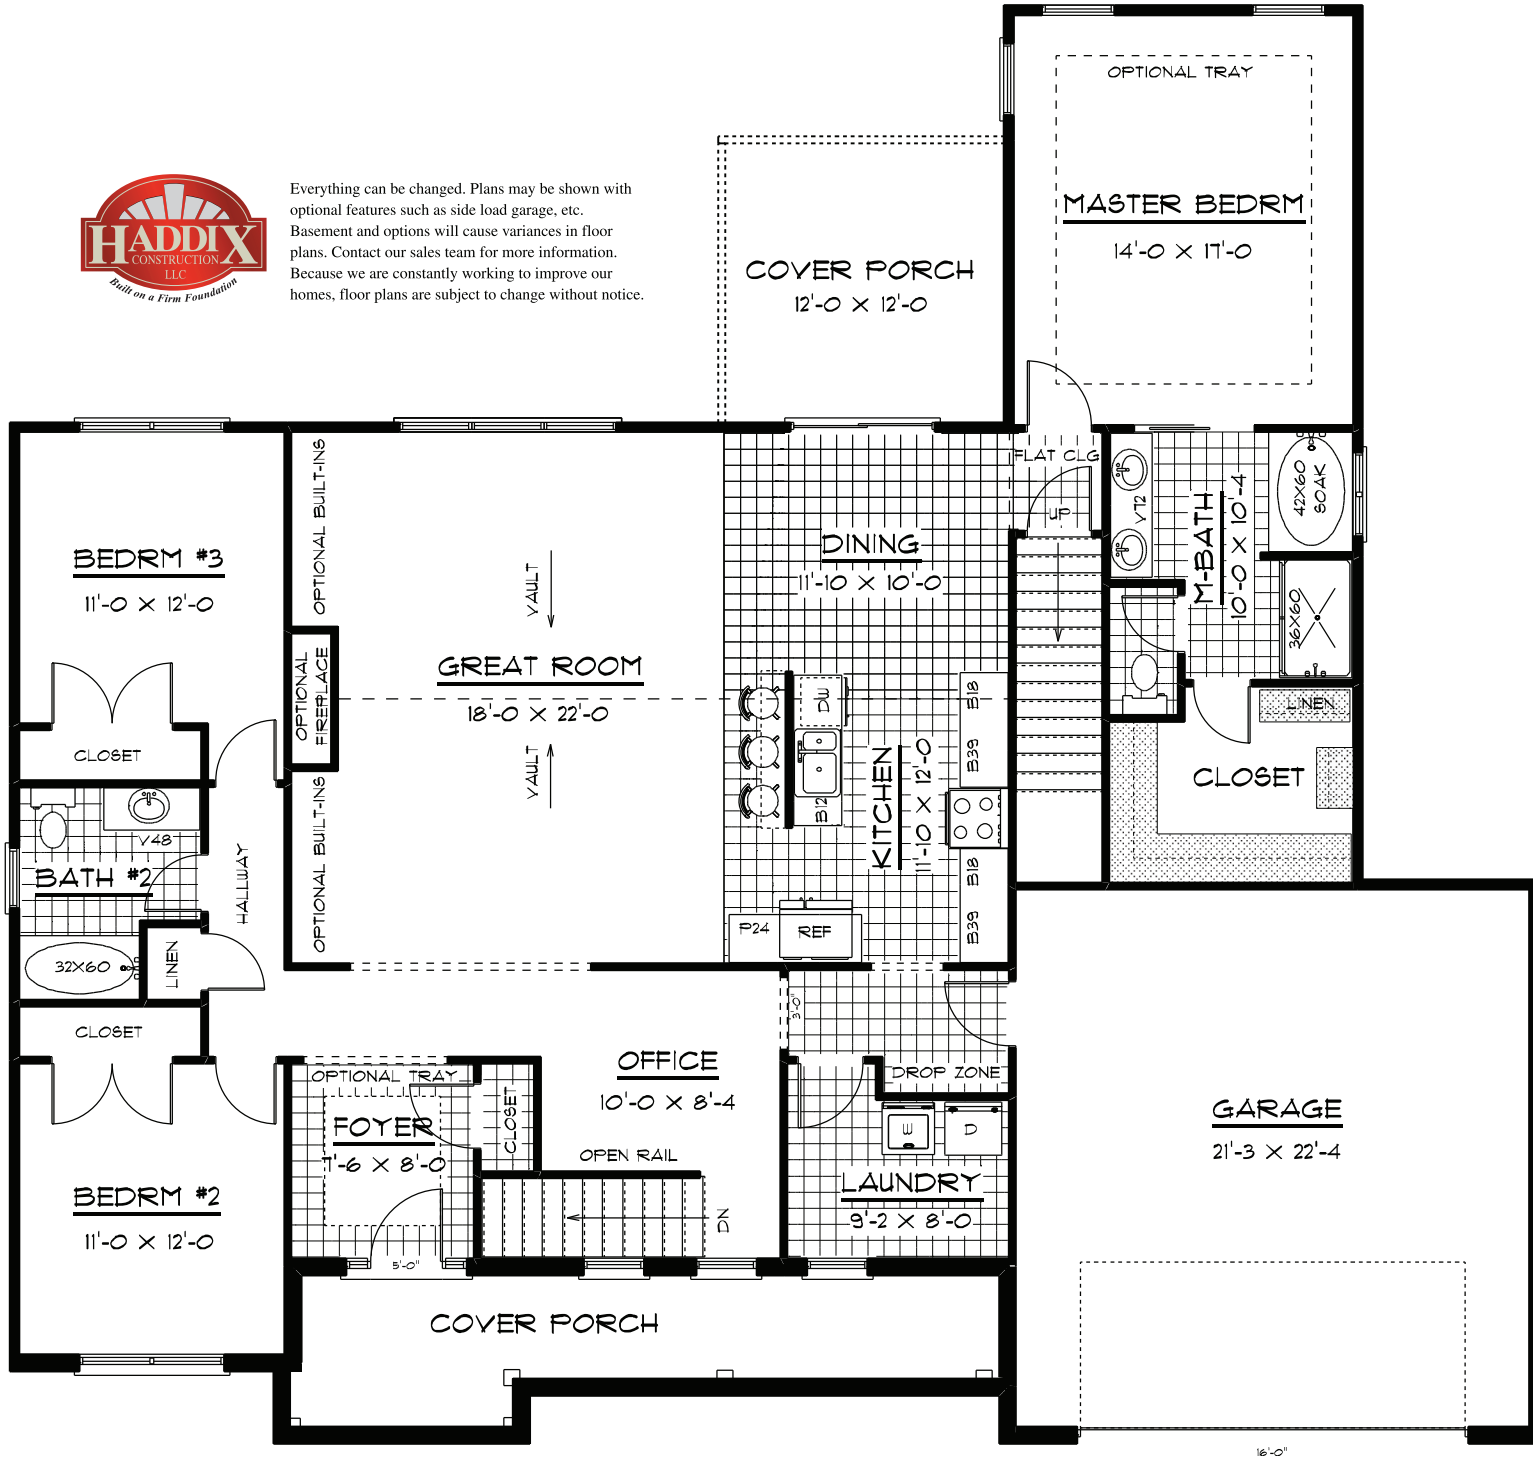 OPTIONAL TRAY
MASTER BEDRM
14'-0 X 17'-0
HADDIX
CONSTRUCTION
LLC
Built on a Firm Foundation
Everything can be changed. Plans may be shown with
optional features such as side load garage, etc.
Basement and options will cause variances in floor
plans. Contact our sales team for more information.
Because we are constantly working to improve our
homes, floor plans are subject to change without notice.
COVER PORCH
12'-0 X 12'-0
BEDRM #3
11'-0 X 12'-0
CLOSET
OPTIONAL BUILT-INS
OPTIONAL
FIREPLACE
OPTIONAL BUILT-INS
VAULT
GREAT ROOM
18'-0 X 22'-0
VAULT
DINING
11'-10 X 10'-0
FLAT CLG
UP
V72
M-BATH
10'-0 X 10'-4
42X60
SOAK
36X60
LINEN
CLOSET
DW
B12
KITCHEN
11'-10 X 12'-0
B18
B39
B18
B39
P24
REF
V48
BATH #2
HALLWAY
32X60
LINEN
CLOSET
BEDRM #2
11'-0 X 12'-0
OPTIONAL TRAY
FOYER
7'-6 X 8'-0
CLOSET
5'-0"
OFFICE
10'-0 X 8'-4
OPEN RAIL
DN
3'-0"
DROP ZONE
W
D
LAUNDRY
9'-2 X 8'-0
GARAGE
21'-3 X 22'-4
COVER PORCH
16'-0"